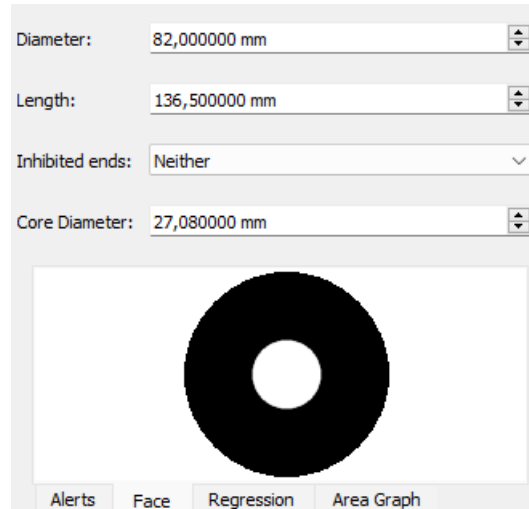 Diameter: 82,000000 mm
Length: 136,500000 mm
Inhibited ends: Neither
Core Diameter: 27,080000 mm
Alerts Face Regression Area Graph